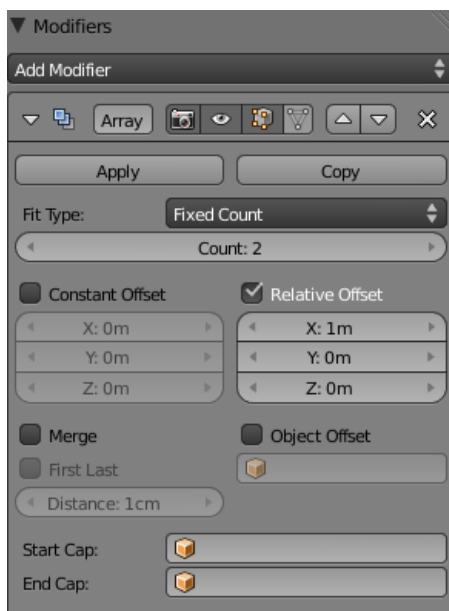 Modifiers
Add Modifier
Array
Apply Copy
Fit Type: Fixed Count
Count: 2
Constant Offset Relative Offset
X: 0m X: 1m
Y: 0m Y: 0m
Z: 0m Z: 0m
Merge Object Offset
First Last
Distance: 1cm
Start Cap:
End Cap: